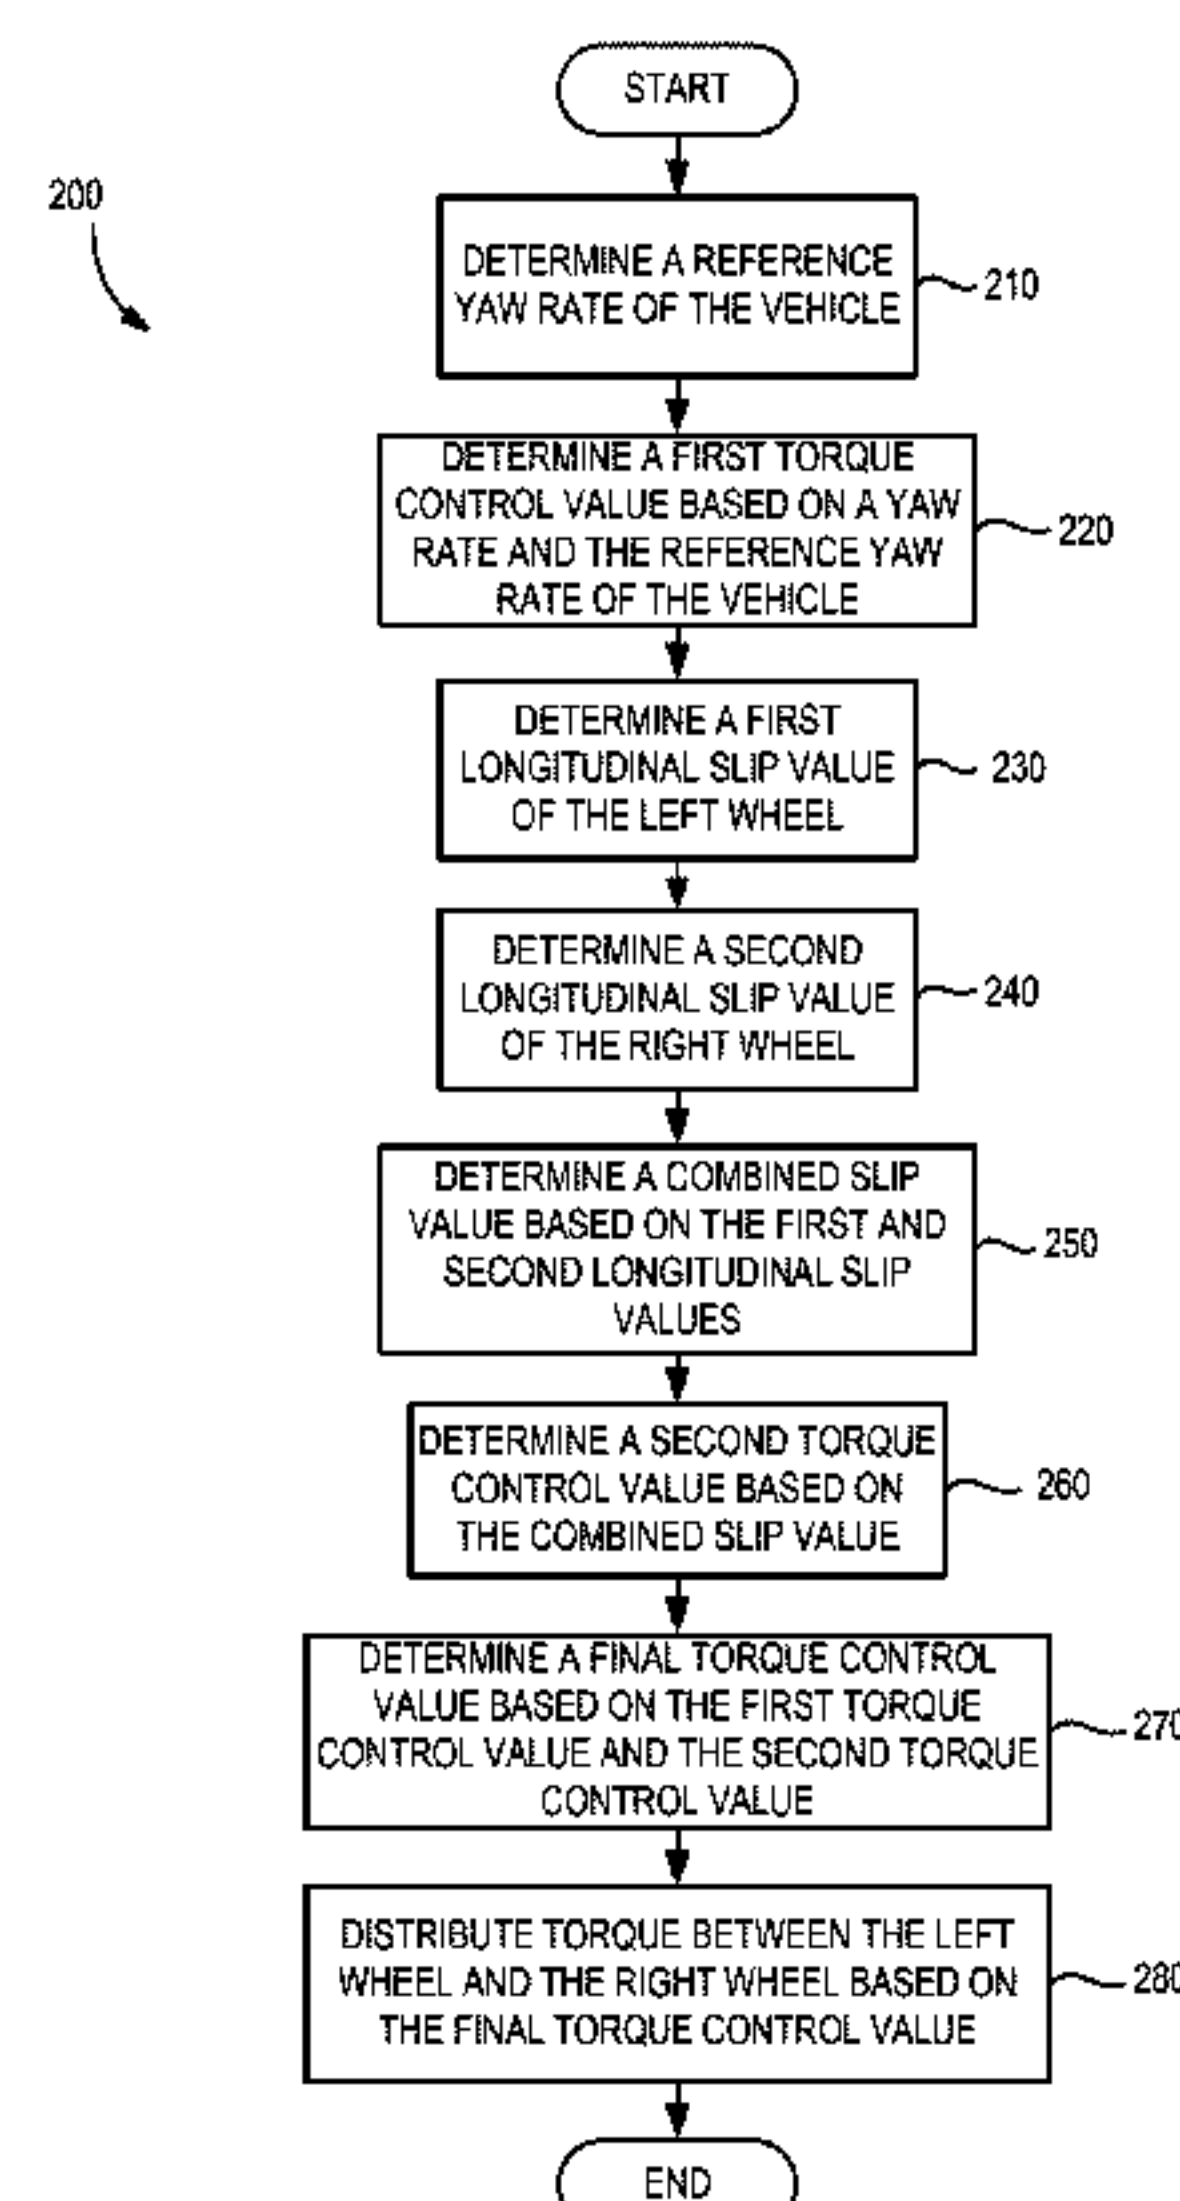 START
200
DETERMINE A REFERENCE
YAW RATE OF THE VEHICLE
210
DETERMINE A FIRST TORQUE
CONTROL VALUE BASED ON A YAW
RATE AND THE REFERENCE YAW
RATE OF THE VEHICLE
220
DETERMINE A FIRST
LONGITUDINAL SLIP VALUE
OF THE LEFT WHEEL
230
DETERMINE A SECOND
LONGITUDINAL SLIP VALUE
OF THE RIGHT WHEEL
240
DETERMINE A COMBINED SLIP
VALUE BASED ON THE FIRST AND
SECOND LONGITUDINAL SLIP
VALUES
250
DETERMINE A SECOND TORQUE
CONTROL VALUE BASED ON
THE COMBINED SLIP VALUE
260
DETERMINE A FINAL TORQUE CONTROL
VALUE BASED ON THE FIRST TORQUE
CONTROL VALUE AND THE SECOND TORQUE
CONTROL VALUE
270
DISTRIBUTE TORQUE BETWEEN THE LEFT
WHEEL AND THE RIGHT WHEEL BASED ON
THE FINAL TORQUE CONTROL VALUE
280
END